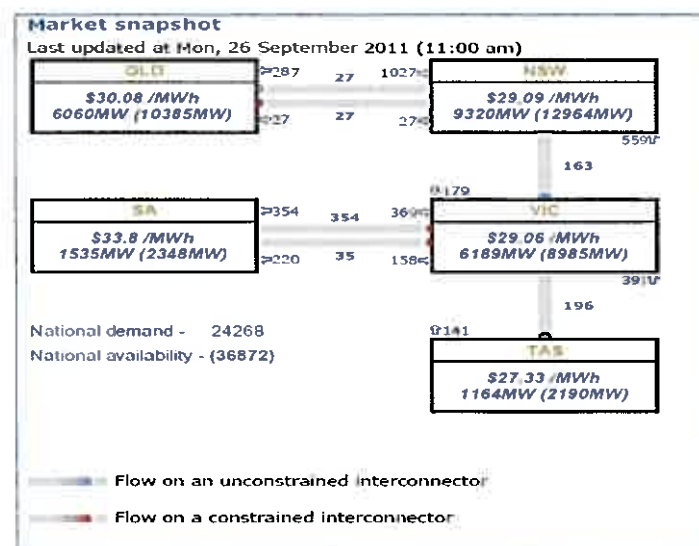 Market snapshot
Last updated at Mon, 26 September 2011 (11:00 am)
QLD
$30.08 /MWh
6060MW (10385MW)
287
27
1027
27
27
27
NSW
$29.09 /MWh
9320MW (12964MW)
559
163
179
SA
$33.8 /MWh
1535MW (2348MW)
354
354
369
220
35
158
VIC
$29.06 /MWh
6189MW (8985MW)
391
196
141
National demand - 24268
National availability - (36872)
TAS
$27.33 /MWh
1164MW (2190MW)
Flow on an unconstrained interconnector
Flow on a constrained interconnector